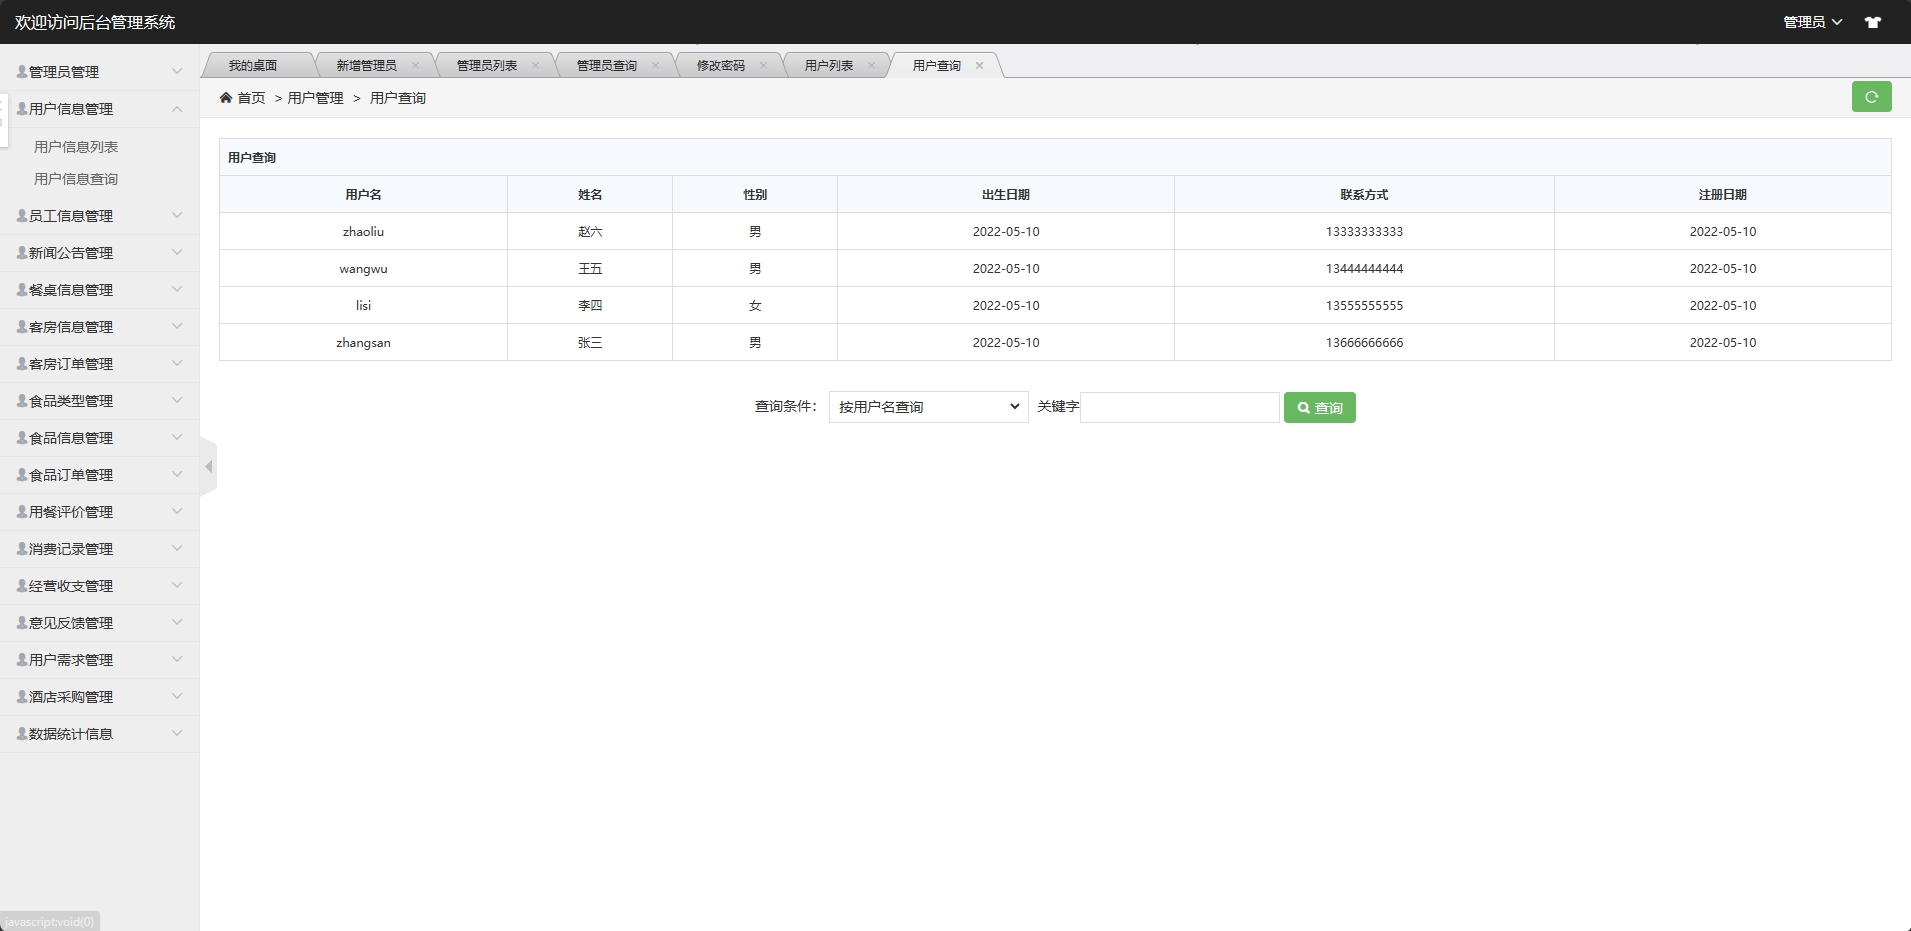 欢迎访问后台管理系统
管理员
我的桌面
新增管理员
管理员列表
管理员查询
修改密码
用户列表
用户查询
首页 > 用户管理 > 用户查询
管理员管理
用户信息管理
用户信息列表
用户信息查询
员工信息管理
新闻公告管理
餐桌信息管理
客房信息管理
客房订单管理
食品类型管理
食品信息管理
食品订单管理
用餐评价管理
消费记录管理
经营收支管理
意见反馈管理
用户需求管理
酒店采购管理
数据统计信息
用户查询
用户名 姓名 性别 出生日期 联系方式 注册日期
zhaoliu 赵六 男 2022-05-10 13333333333 2022-05-10
wangwu 王五 男 2022-05-10 13444444444 2022-05-10
lisi 李四 女 2022-05-10 13555555555 2022-05-10
zhangsan 张三 男 2022-05-10 13666666666 2022-05-10
查询条件: 按用户名查询 关键字 查询
javascript:void(0)